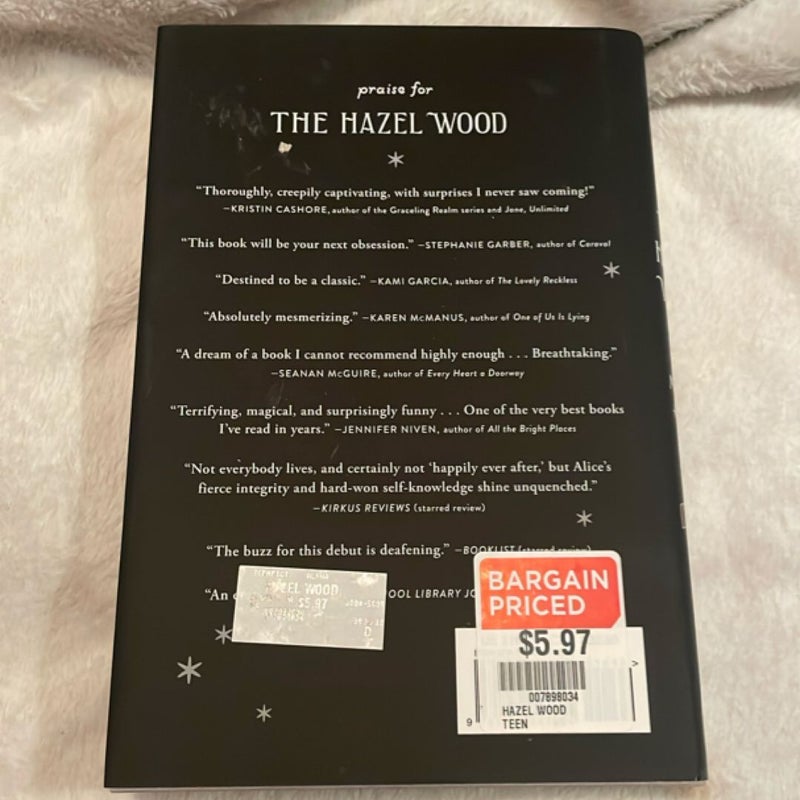 praise for
THE HAZEL WOOD
“Thoroughly, creepily captivating, with surprises I never saw coming!”
—KRISTIN CASHORE, author of the Graceling Realm series and Jane, Unlimited
“This book will be your next obsession.” —STEPHANIE GARBER, author of Caraval
“Destined to be a classic.” —KAMI GARCIA, author of The Lovely Reckless
“Absolutely mesmerizing.” —KAREN McMANUS, author of One of Us Is Lying
“A dream of a book I cannot recommend highly enough . . . Breathtaking.”
—SEANAN McGUIRE, author of Every Heart a Doorway
“Terrifying, magical, and surprisingly funny . . . One of the very best books
I’ve read in years.” —JENNIFER NIVEN, author of All the Bright Places
“Not everybody lives, and certainly not ‘happily ever after,’ but Alice’s
fierce integrity and hard-won self-knowledge shine unquenched.”
—KIRKUS REVIEWS (starred review)
“The buzz for this debut is deafening.” —BOOKLIST (starred review)
“An
LIBRARY
HAZEL WOOD
$5.97
D
BARGAIN
PRICED
$5.97
007898034
9
HAZEL WOOD
TEEN